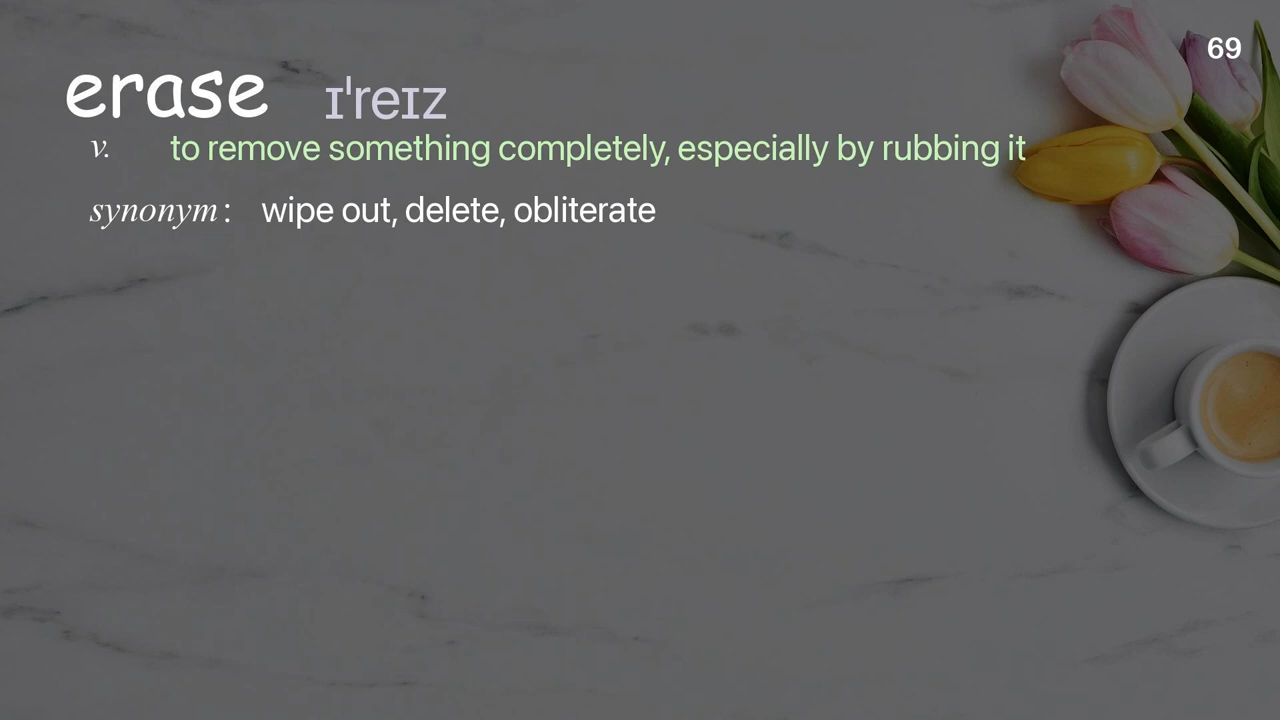 69
erase ɪˈreɪz
v. to remove something completely, especially by rubbing it
synonym: wipe out, delete, obliterate